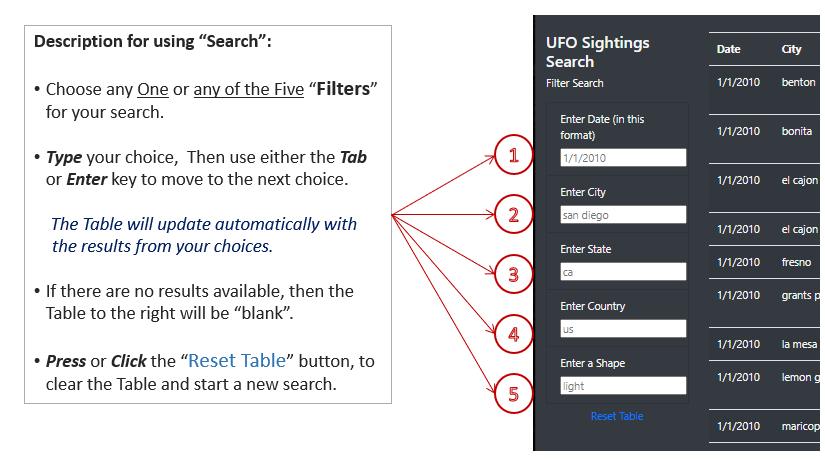 Description for using “Search”:
• Choose any One or any of the Five “Filters”
for your search.
• Type your choice, Then use either the Tab
or Enter key to move to the next choice.
The Table will update automatically with
the results from your choices.
• If there are no results available, then the
Table to the right will be “blank”.
• Press or Click the “Reset Table” button, to
clear the Table and start a new search.
1
2
3
4
5
UFO Sightings
Search
Filter Search
Enter Date (in this
format)
1/1/2010
Enter City
san diego
Enter State
ca
Enter Country
us
Enter a Shape
light
Reset Table
Date City
1/1/2010 benton
1/1/2010 bonita
1/1/2010 el cajon
1/1/2010 el cajon
1/1/2010 fresno
1/1/2010 grants p
1/1/2010 la mesa
1/1/2010 lemon g
1/1/2010 maricop